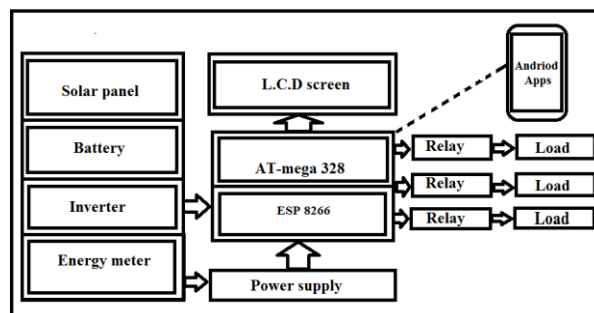 Solar panel
Battery
Inverter
Energy meter
L.C.D screen
AT-mega 328
ESP 8266
Power supply
Relay
Load
Relay
Load
Relay
Load
Andriod
Apps